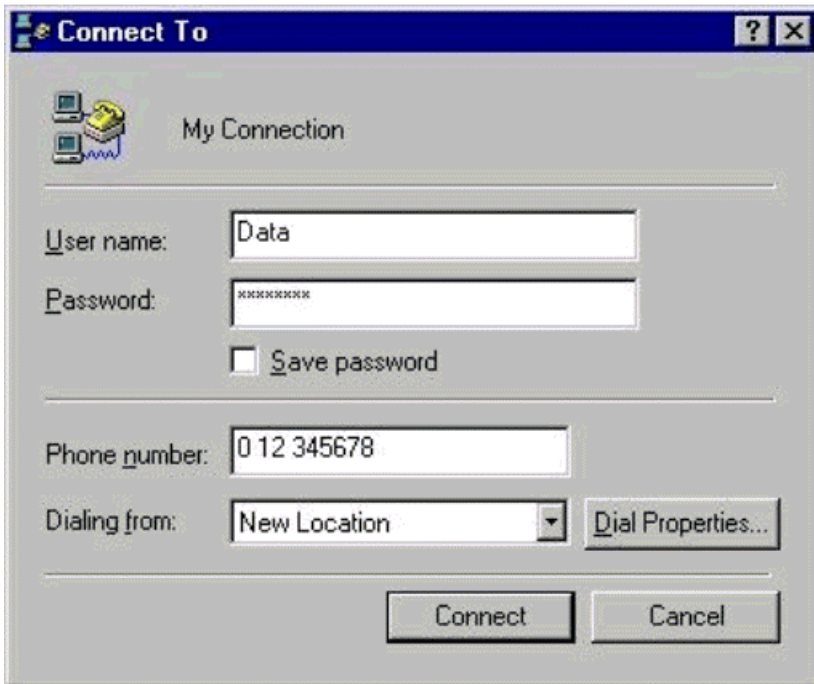 Connect To
My Connection
User name: Data
Password: ********
Save password
Phone number: 0 12 345678
Dialing from: New Location Dial Properties...
Connect Cancel